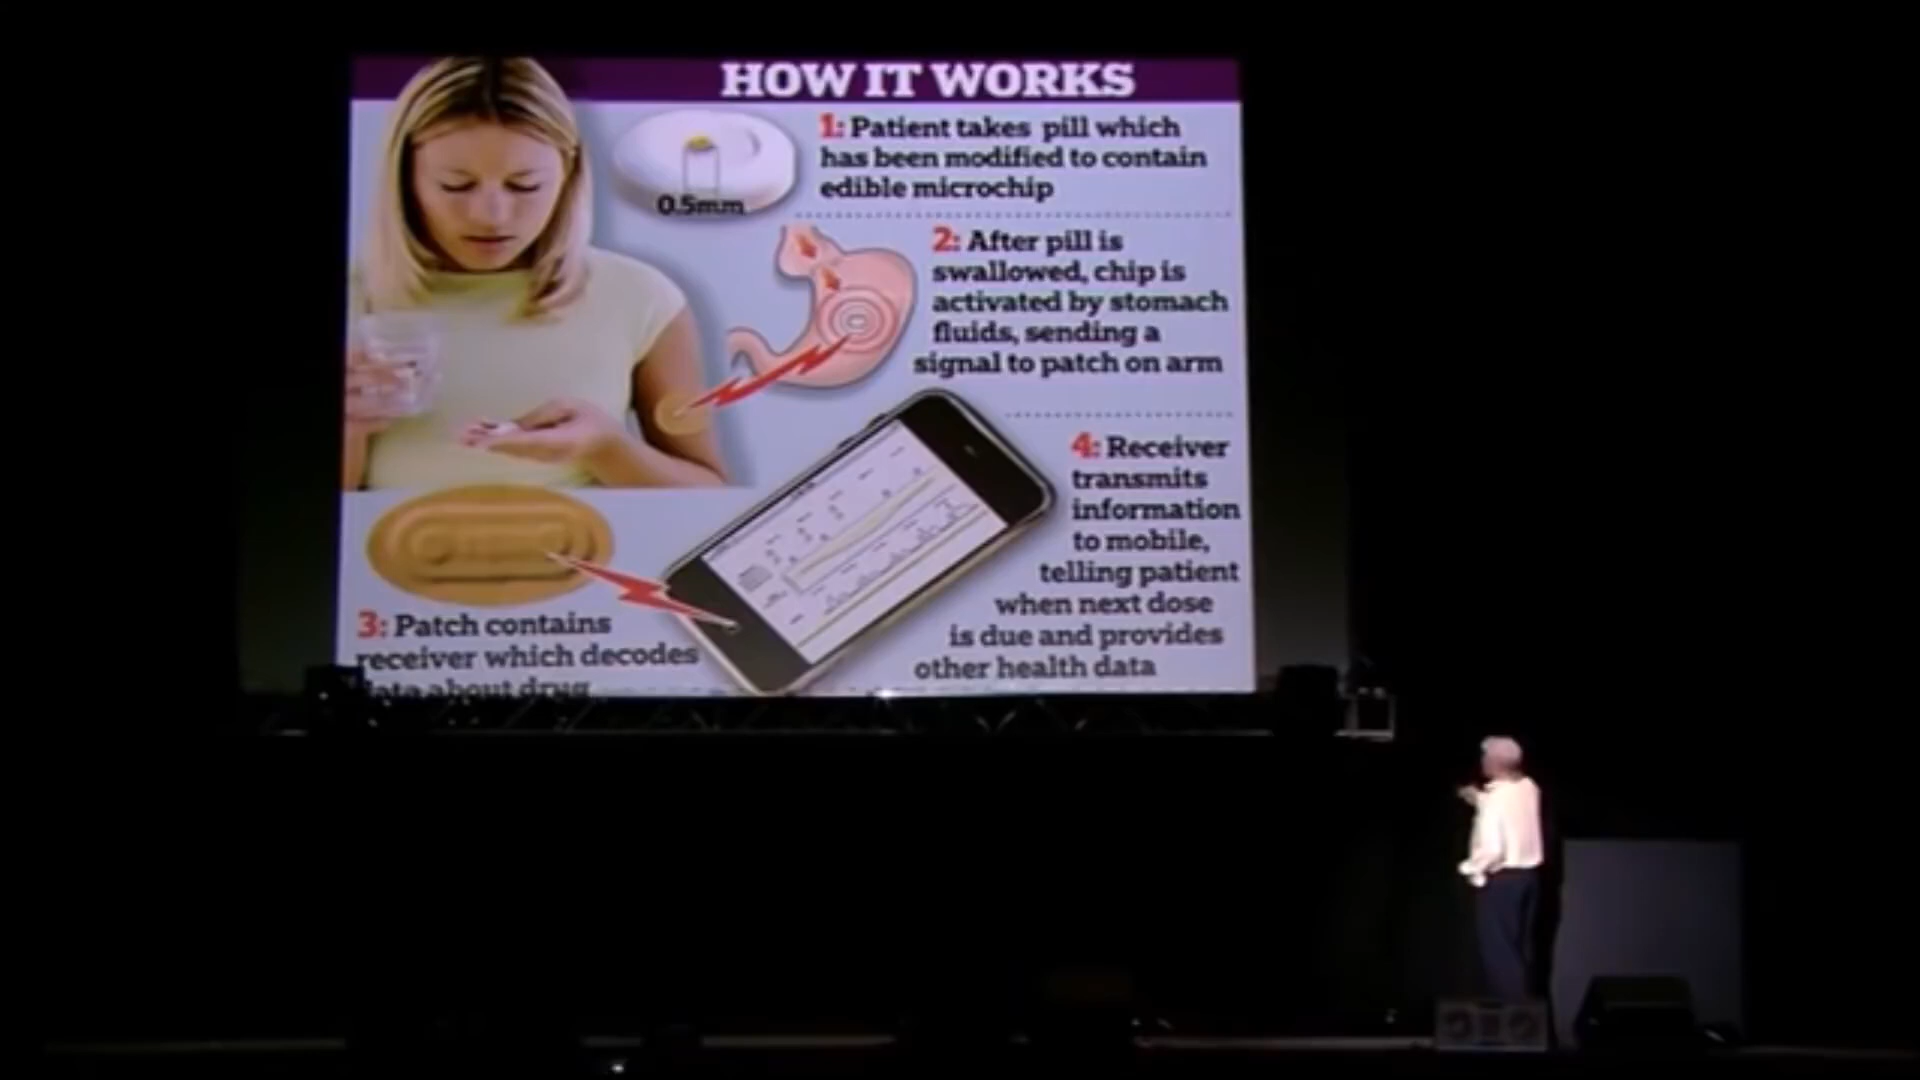 HOW IT WORKS
1: Patient takes pill which
has been modified to contain
edible microchip
0.5mm
2: After pill is
swallowed, chip is
activated by stomach
fluids, sending a
signal to patch on arm
3: Patch contains
receiver which decodes
data about drug
4: Receiver
transmits
information
to mobile,
telling patient
when next dose
is due and provides
other health data